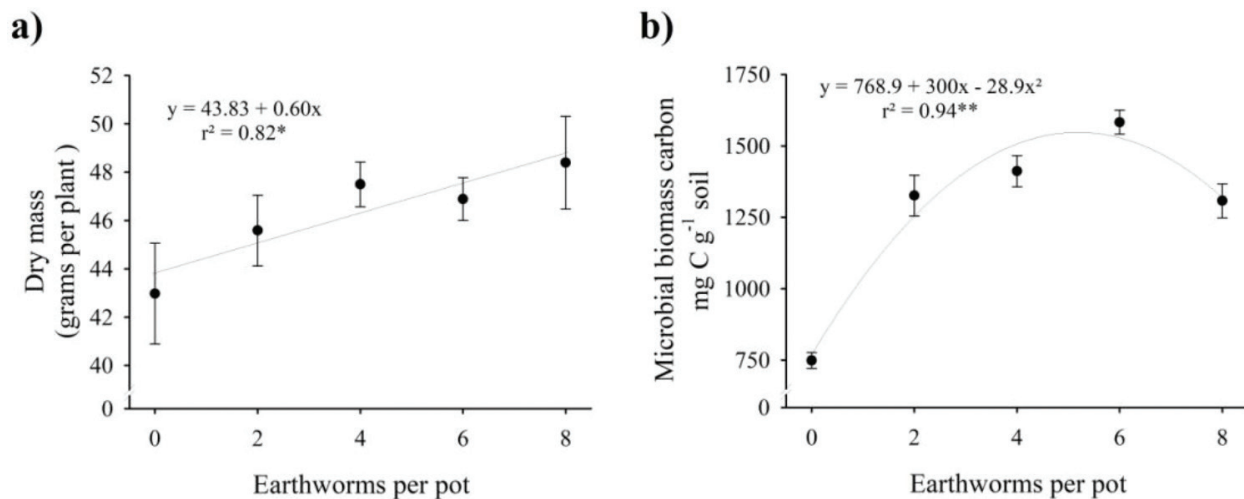 a)
y = 43.83 + 0.60x
r² = 0.82*
Dry mass
(grams per plant )
52
50
48
46
44
42
40
0
0 2 4 6 8
Earthworms per pot
b)
y = 768.9 + 300x - 28.9x²
r² = 0.94**
Microbial biomass carbon
mg C g⁻¹ soil
1750
1500
1250
1000
750
0
0 2 4 6 8
Earthworms per pot